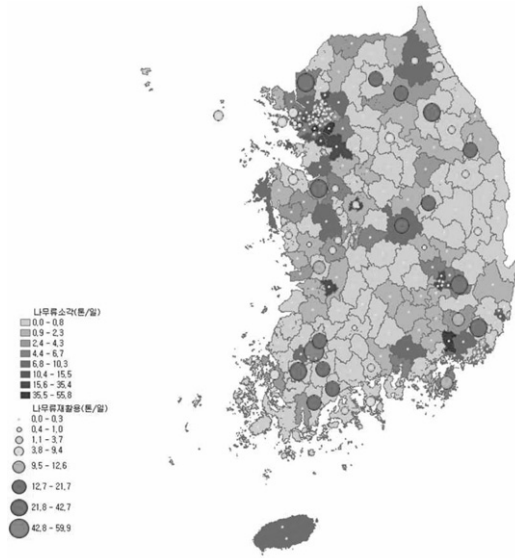 나무류소각(톤/일)
0,0 - 0,8
0,9 - 2,3
2,4 - 4,3
4,4 - 6,7
6,8 - 10,3
10,4 - 15,5
15,6 - 35,4
35,5 - 55,8
나무류재활용(톤/일)
0,0 - 0,3
0,4 - 1,0
1,1 - 3,7
3,8 - 9,4
9,5 - 12,6
12,7 - 21,7
21,8 - 42,7
42,8 - 59,9